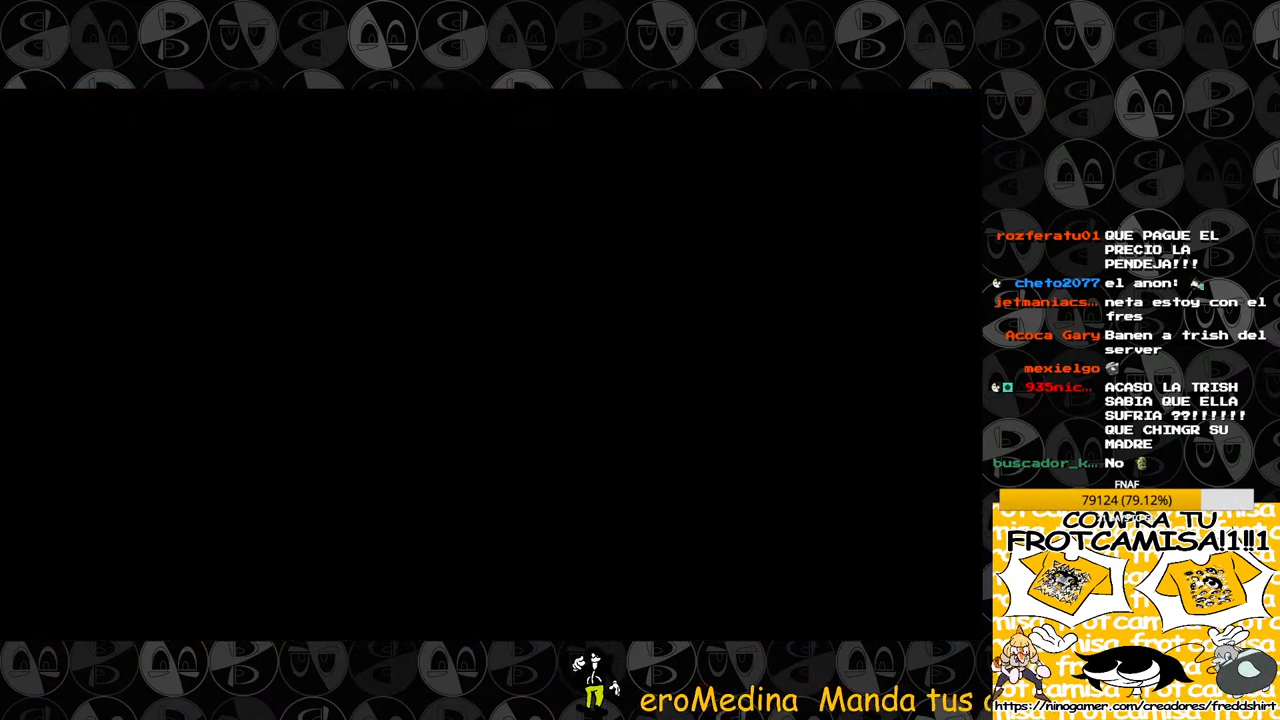 rozferatu01 QUE PAGUE EL
PRECIO LA
PENDEJA!!!
cheto2077 el anon:
jetmaniacs… neta estoy con el
fres
Acoca Gary Banen a trish del
server
mexielgo
935nic… ACASO LA TRISH
SABIA QUE ELLA
SUFRIA ??!!!!!!
QUE CHINGR SU
MADRE
buscador_k… No
FNAF
79124 (79.12%)
COMPRA TU
FROTCAMISA!1!!1
https://ninogamer.com/creadores/freddshirt
eroMedina Manda tus